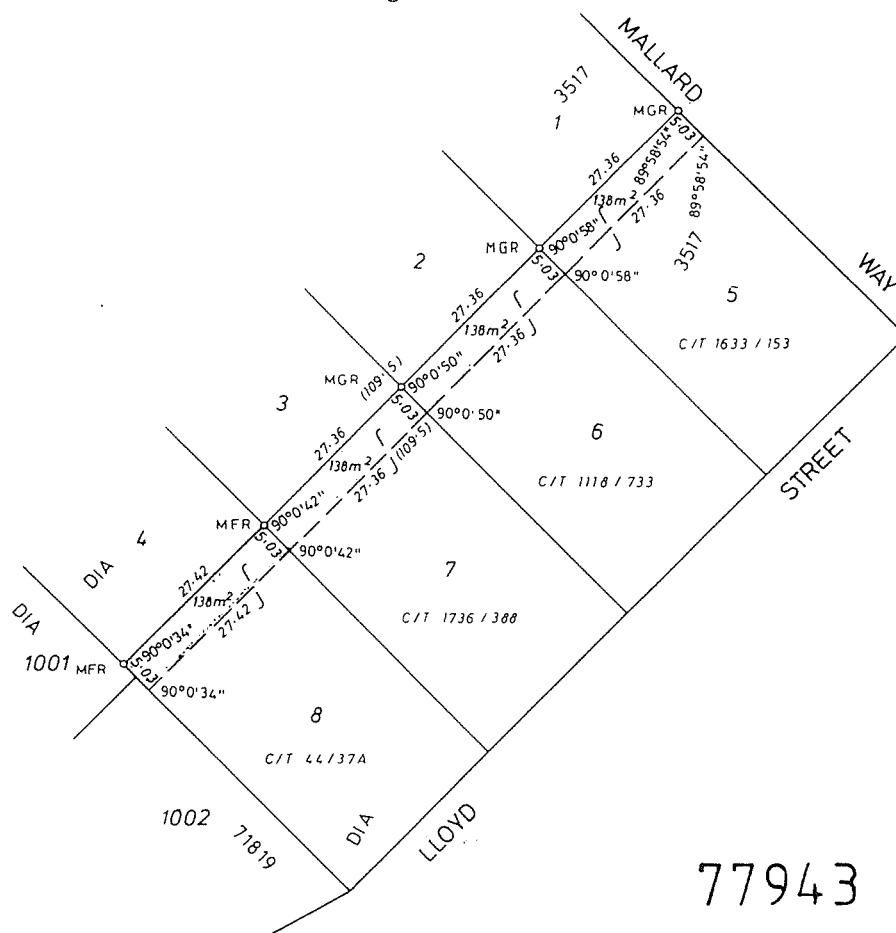 MALLARD
WAY
3517
1
MGR
5·03
89°58'54"
89°58'54"
27·36
138m²
27·36
3517
5
C/T 1633 / 153
2
MGR
5·03
90°0'58"
90°0'58"
27·36
138m²
27·36
6
C/T 1118 / 733
STREET
3
MGR
(109·5)
5·03
90°0'50"
90°0'50"
27·36
138m²
27·36
(109·5)
7
C/T 1736 / 388
DIA
4
MFR
5·03
90°0'42"
90°0'42"
27·42
138m²
27·42
DIA
1001
MFR
5·03
90°0'34"
90°0'34"
8
C/T 44 / 37A
1002
71819
DIA
LLOYD
77943